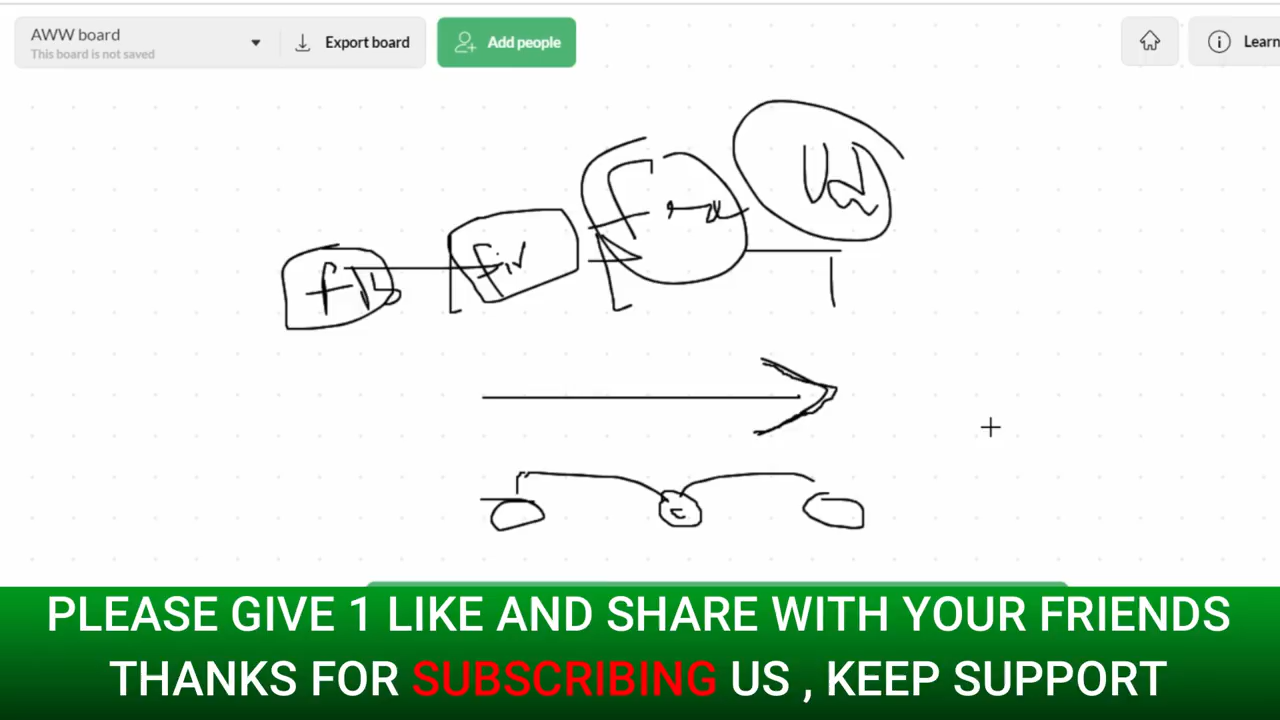 AWW board
This board is not saved
Export board
Add people
Learn
fiv
PLEASE GIVE 1 LIKE AND SHARE WITH YOUR FRIENDS
THANKS FOR SUBSCRIBING US , KEEP SUPPORT